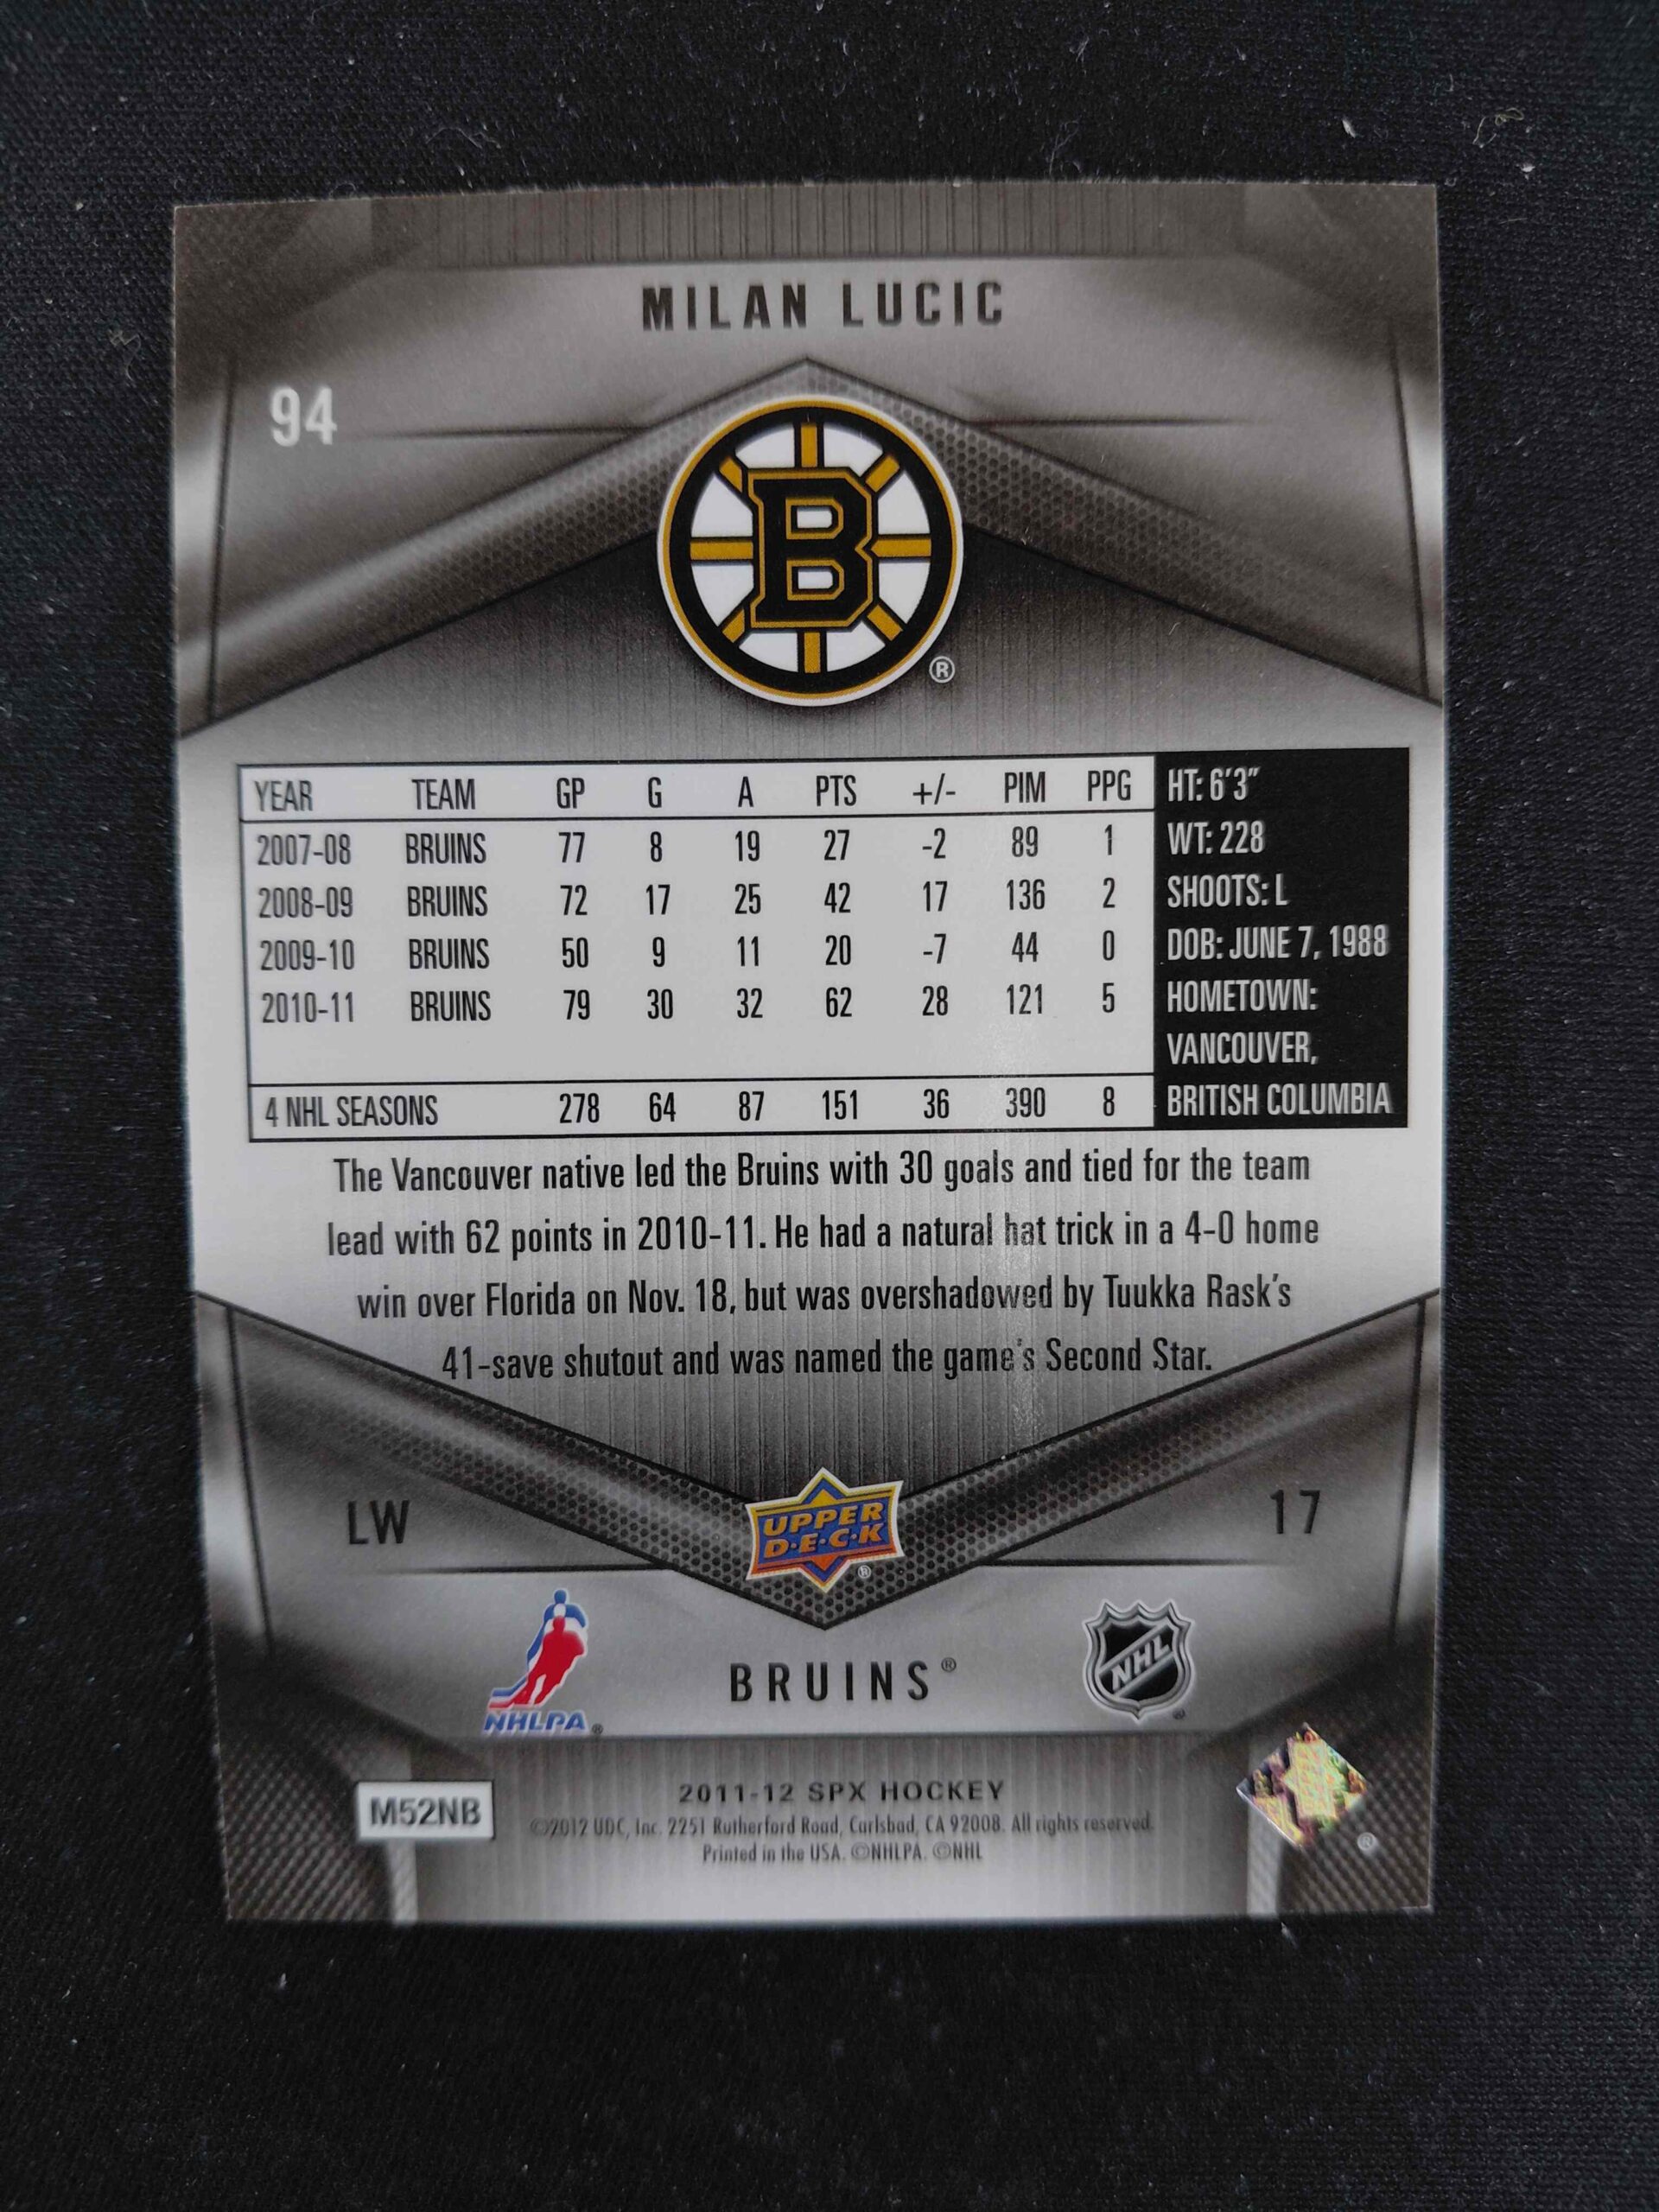 MILAN LUCIC
94
B
®
YEAR TEAM GP G A PTS +/- PIM PPG
2007-08 BRUINS 77 8 19 27 -2 89 1
2008-09 BRUINS 72 17 25 42 17 136 2
2009-10 BRUINS 50 9 11 20 -7 44 0
2010-11 BRUINS 79 30 32 62 28 121 5
4 NHL SEASONS 278 64 87 151 36 390 8
HT: 6'3"
WT: 228
SHOOTS: L
DOB: JUNE 7, 1988
HOMETOWN:
VANCOUVER,
BRITISH COLUMBIA
The Vancouver native led the Bruins with 30 goals and tied for the team
lead with 62 points in 2010-11. He had a natural hat trick in a 4-0 home
win over Florida on Nov. 18, but was overshadowed by Tuukka Rask's
41-save shutout and was named the game's Second Star.
LW
UPPER
D·E·C·K
®
17
NHLPA®
BRUINS®
NHL
®
M52NB
2011-12 SPX HOCKEY
©2012 UDC, Inc. 2251 Rutherford Road, Carlsbad, CA 92008. All rights reserved.
Printed in the USA. ©NHLPA. ©NHL
®